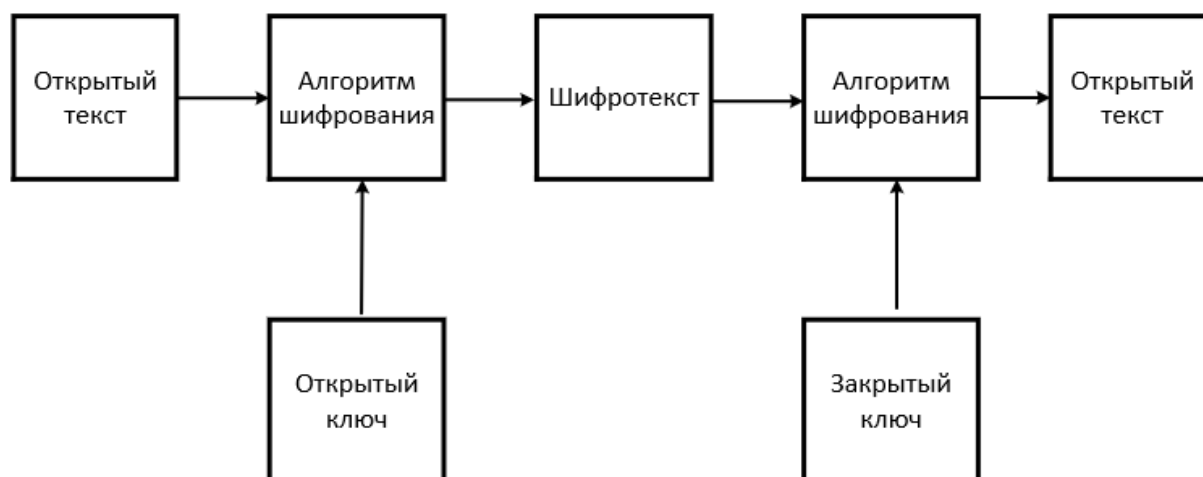 Открытый
текст
Алгоритм
шифрования
Шифротекст
Алгоритм
шифрования
Открытый
текст
Открытый
ключ
Закрытый
ключ